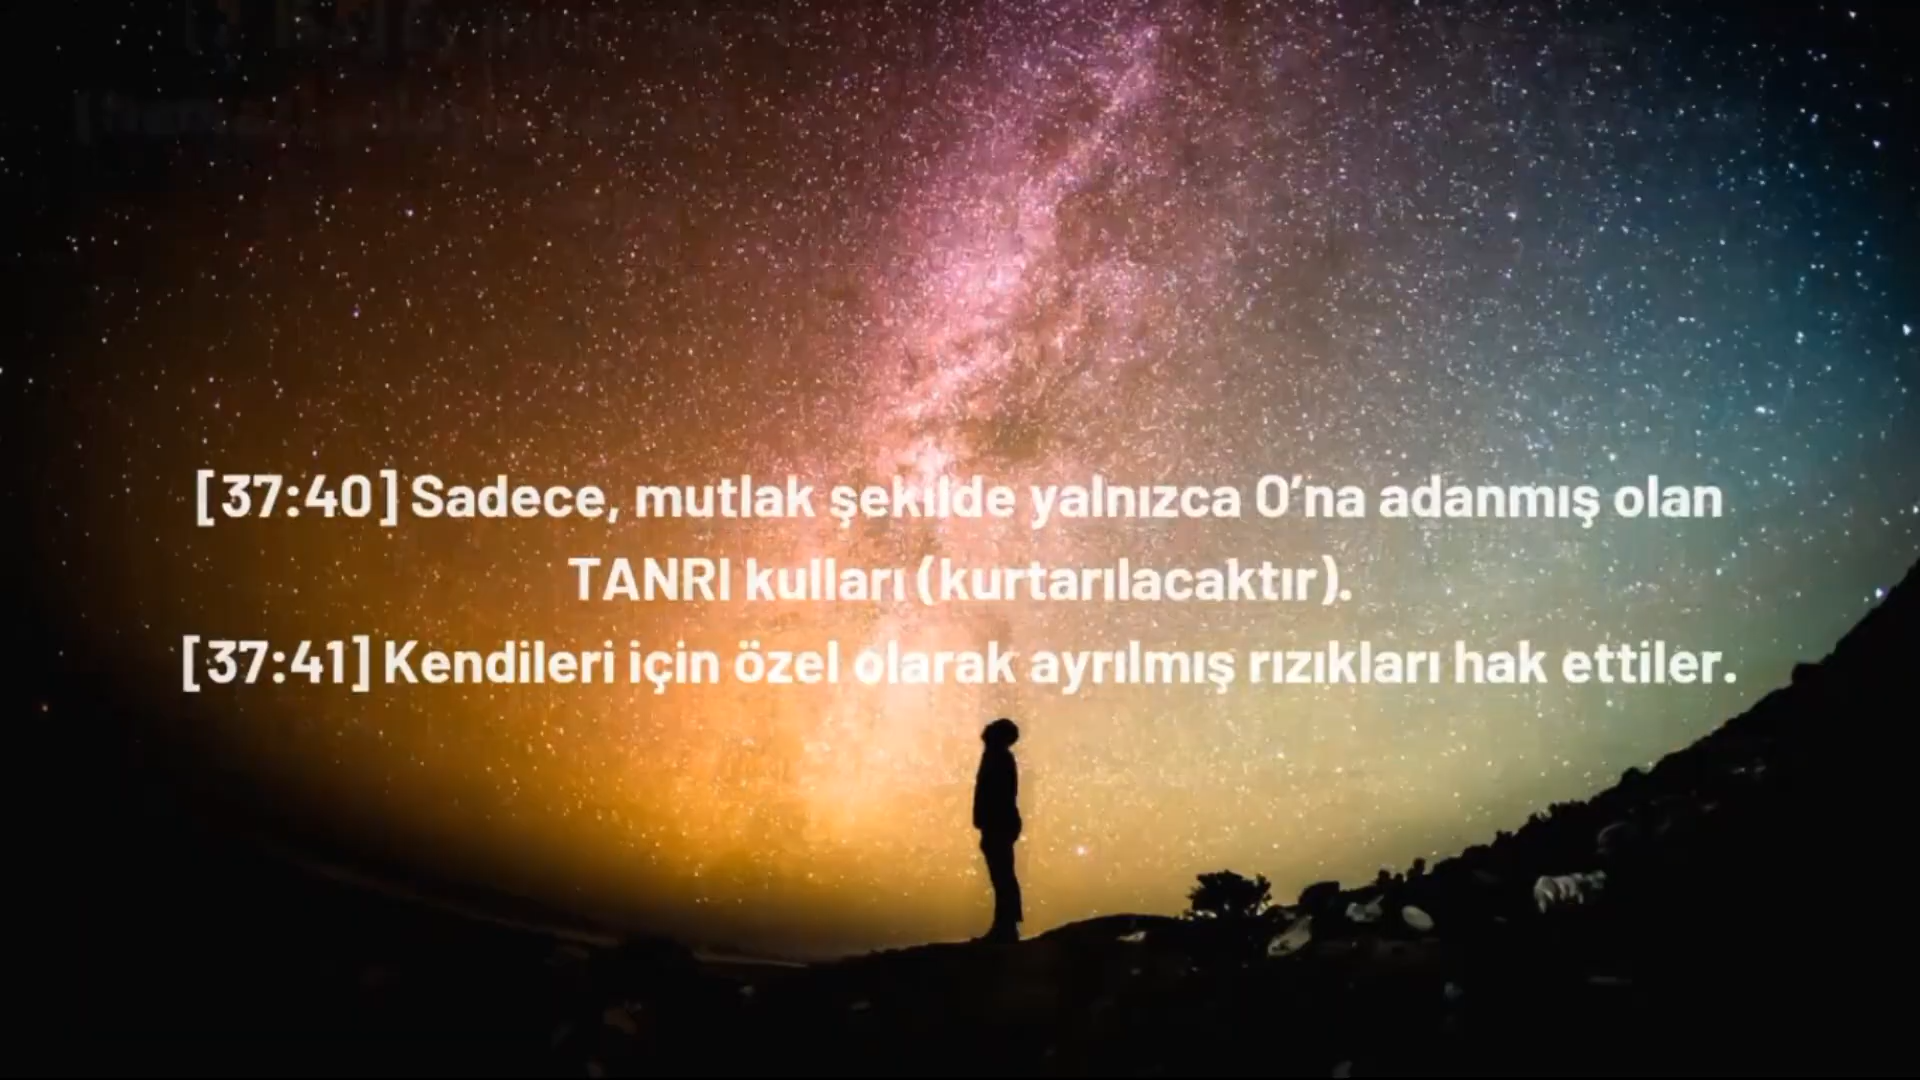 [37:40] Sadece, mutlak şekilde yalnızca O'na adanmış olan
TANRI kulları (kurtarılacaktır).
[37:41] Kendileri için özel olarak ayrılmış rızıkları hak ettiler.